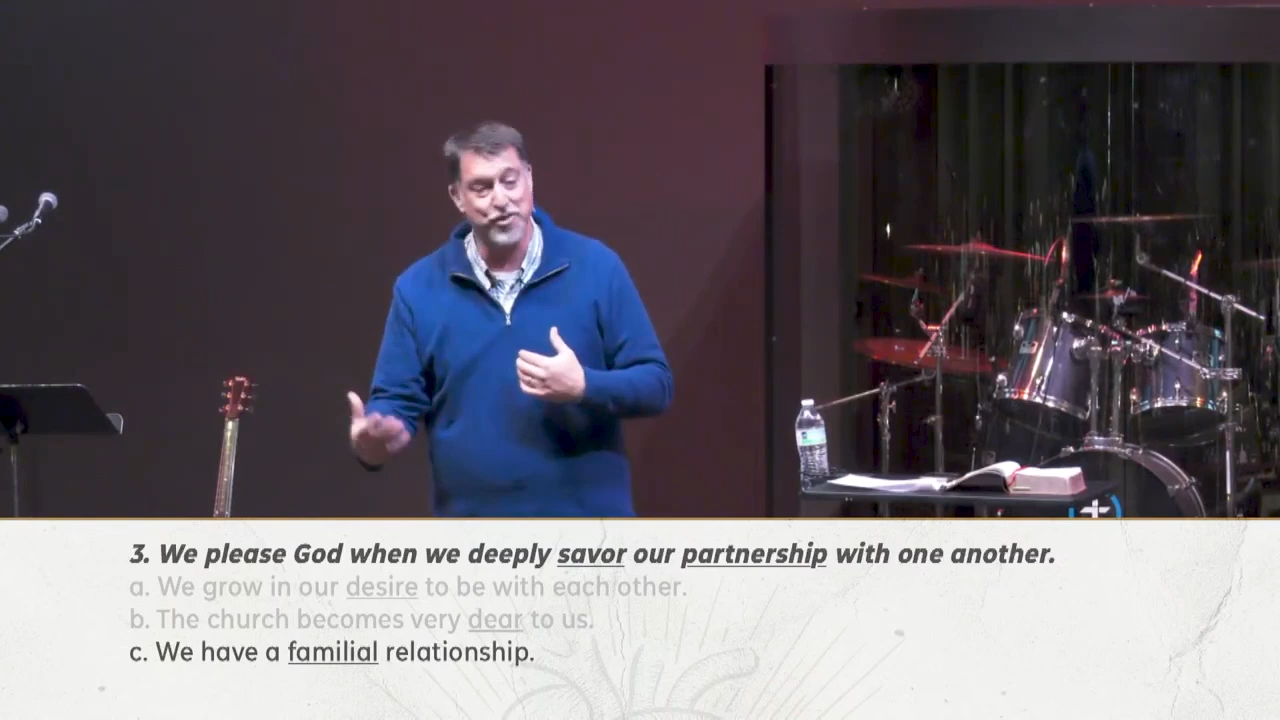 3. We please God when we deeply savor our partnership with one another.
a. We grow in our desire to be with each other.
b. The church becomes very dear to us.
c. We have a familial relationship.